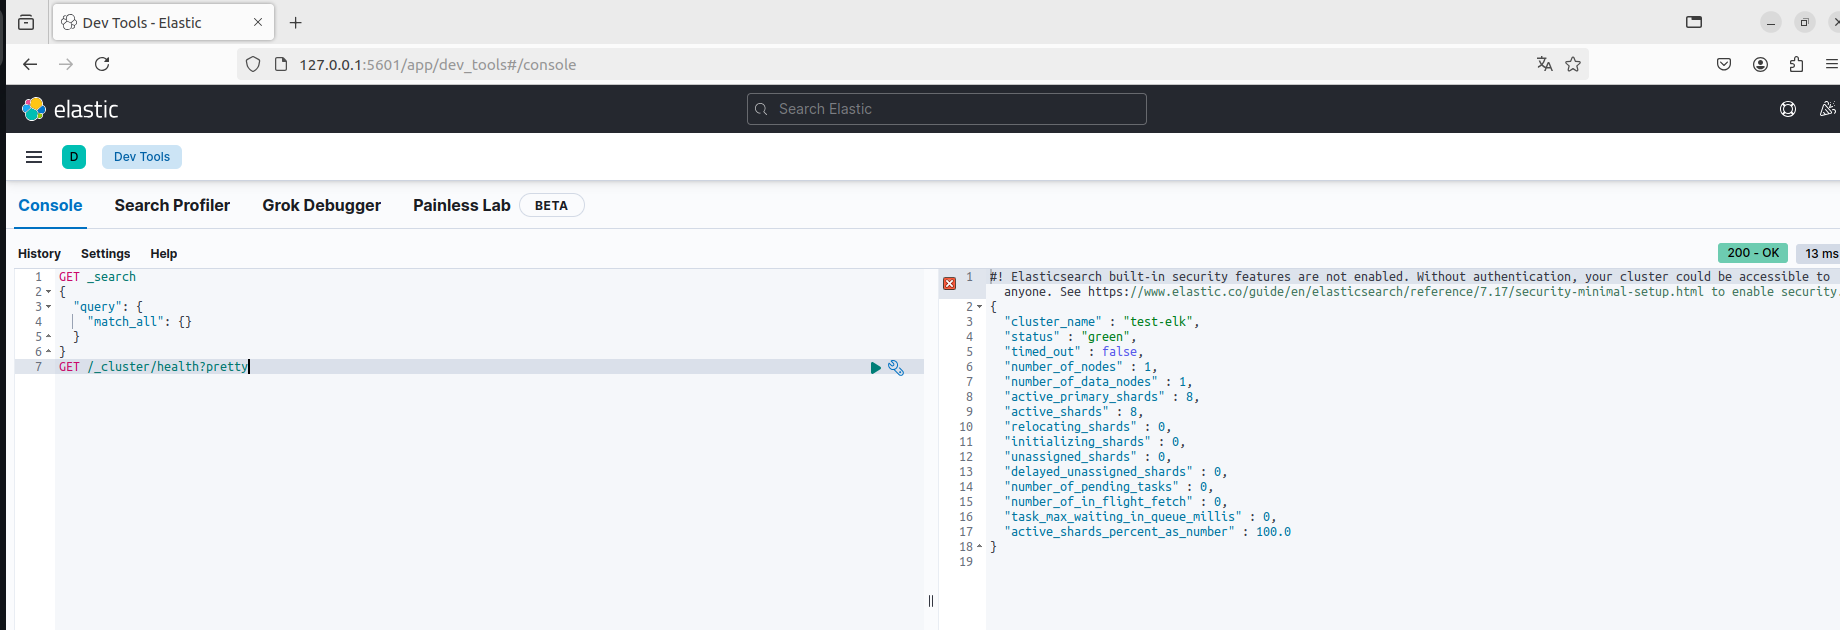 Dev Tools - Elastic
127.0.0.1:5601/app/dev_tools#/console
elastic
Search Elastic
D
Dev Tools
Console
Search Profiler
Grok Debugger
Painless Lab
BETA
History
Settings
Help
200 - OK
13 ms
1 GET _search
2 {
3 "query": {
4 "match_all": {}
5 }
6 }
7 GET /_cluster/health?pretty
1 #! Elasticsearch built-in security features are not enabled. Without authentication, your cluster could be accessible to
anyone. See https://www.elastic.co/guide/en/elasticsearch/reference/7.17/security-minimal-setup.html to enable security.
2 {
3 "cluster_name" : "test-elk",
4 "status" : "green",
5 "timed_out" : false,
6 "number_of_nodes" : 1,
7 "number_of_data_nodes" : 1,
8 "active_primary_shards" : 8,
9 "active_shards" : 8,
10 "relocating_shards" : 0,
11 "initializing_shards" : 0,
12 "unassigned_shards" : 0,
13 "delayed_unassigned_shards" : 0,
14 "number_of_pending_tasks" : 0,
15 "number_of_in_flight_fetch" : 0,
16 "task_max_waiting_in_queue_millis" : 0,
17 "active_shards_percent_as_number" : 100.0
18 }
19